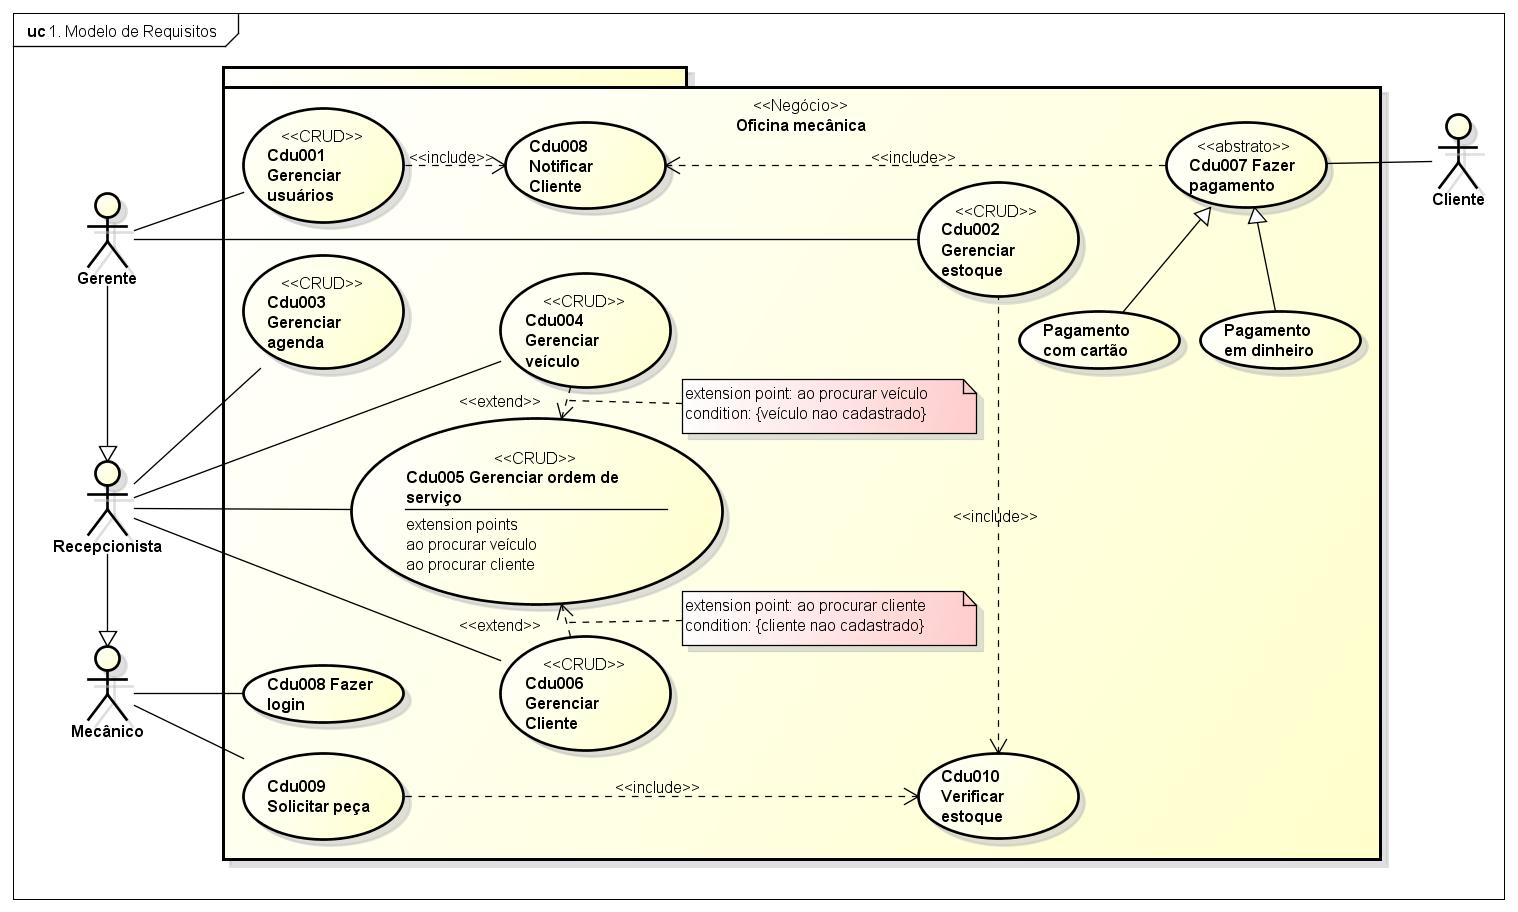 uc 1. Modelo de Requisitos
<<Negócio>>
Oficina mecânica
<<CRUD>>
Cdu001
Gerenciar
usuários
<<include>>
Cdu008
Notificar
Cliente
<<include>>
<<abstrato>>
Cdu007 Fazer
pagamento
Cliente
Gerente
<<CRUD>>
Cdu002
Gerenciar
estoque
<<CRUD>>
Cdu003
Gerenciar
agenda
<<CRUD>>
Cdu004
Gerenciar
veículo
Pagamento
com cartão
Pagamento
em dinheiro
<<extend>>
extension point: ao procurar veículo
condition: {veículo nao cadastrado}
<<CRUD>>
Cdu005 Gerenciar ordem de
serviço
extension points
ao procurar veículo
ao procurar cliente
<<include>>
Recepcionista
<<extend>>
extension point: ao procurar cliente
condition: {cliente nao cadastrado}
<<CRUD>>
Cdu006
Gerenciar
Cliente
Cdu008 Fazer
login
Mecânico
Cdu009
Solicitar peça
<<include>>
Cdu010
Verificar
estoque